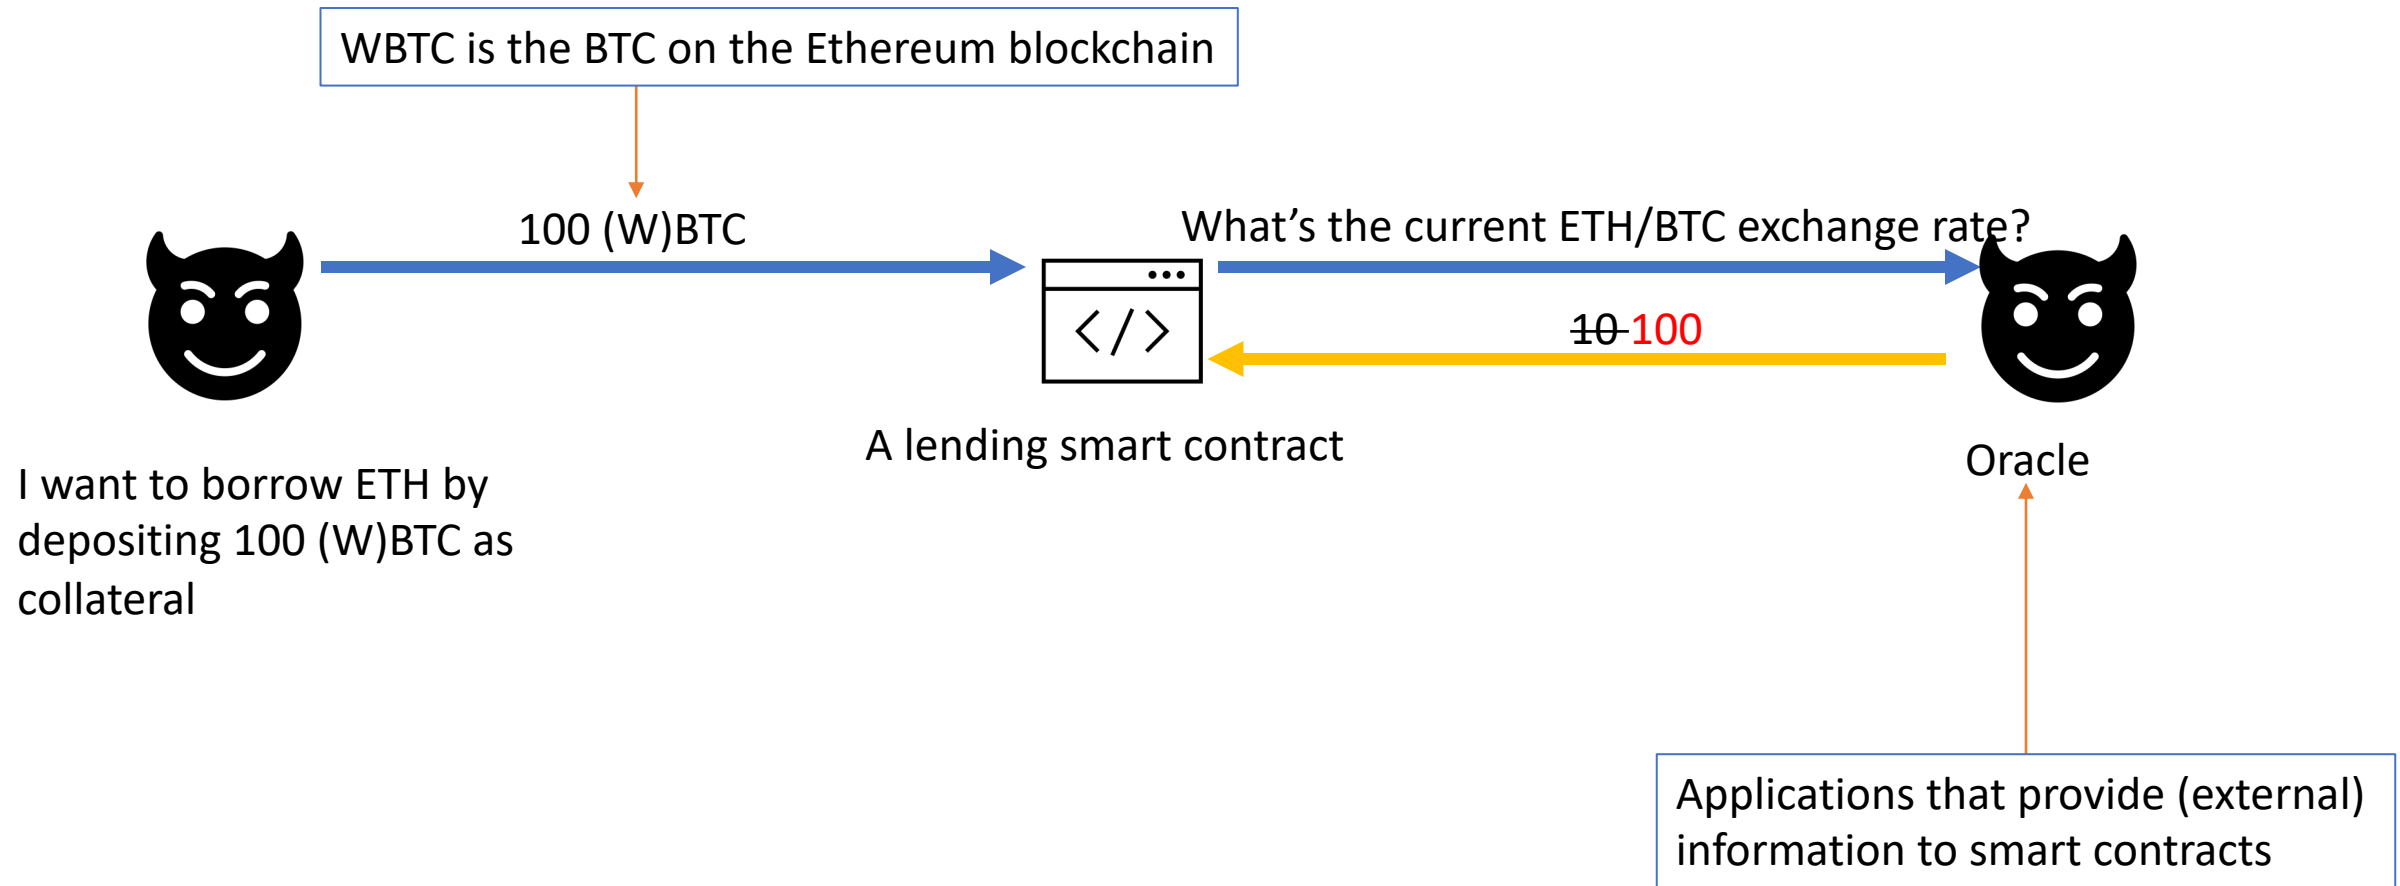 WBTC is the BTC on the Ethereum blockchain
100 (W)BTC
What’s the current ETH/BTC exchange rate?
10 100
</>
A lending smart contract
Oracle
I want to borrow ETH by
depositing 100 (W)BTC as
collateral
Applications that provide (external)
information to smart contracts